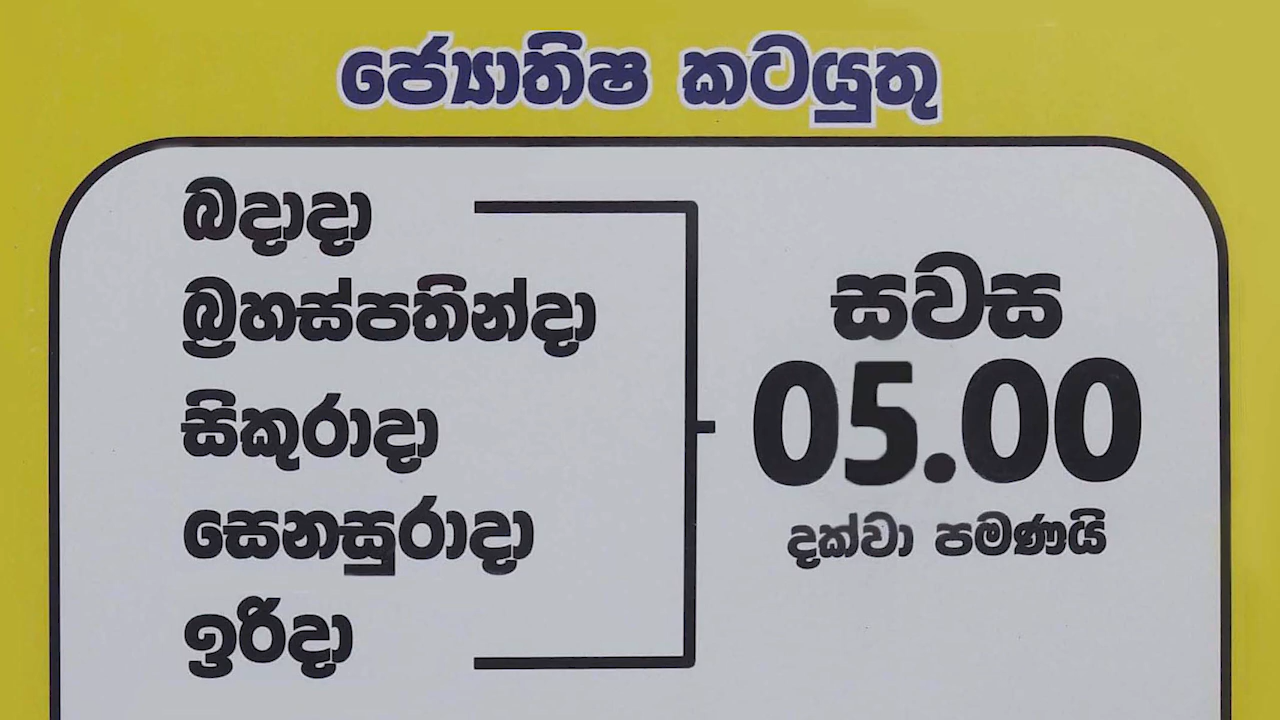 ජ්‍යොතිෂ කටයුතු
බදාදා
බ්‍රහස්පතින්දා
සිකුරාදා
සෙනසුරාදා
ඉරිදා
සවස
05.00
දක්වා පමණයි